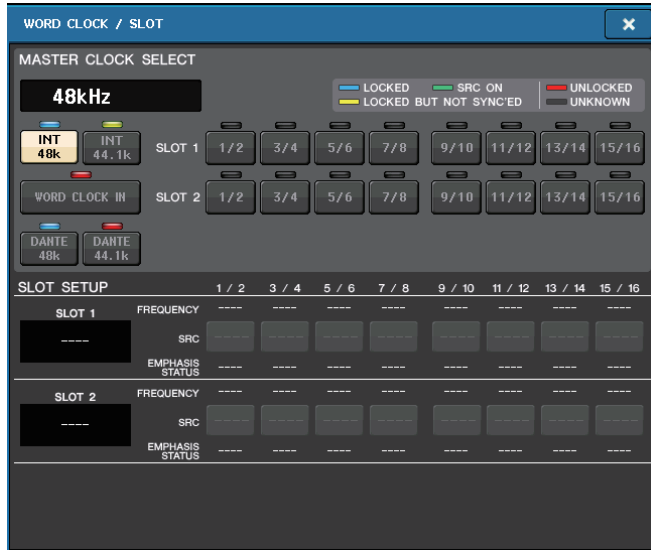 WORD CLOCK / SLOT
MASTER CLOCK SELECT
48kHz
LOCKED SRC ON UNLOCKED
LOCKED BUT NOT SYNC'ED UNKNOWN
INT 48k
INT 44.1k
SLOT 1 1/2 3/4 5/6 7/8 9/10 11/12 13/14 15/16
WORD CLOCK IN SLOT 2 1/2 3/4 5/6 7/8 9/10 11/12 13/14 15/16
DANTE 48k
DANTE 44.1k
SLOT SETUP 1 / 2 3 / 4 5 / 6 7 / 8 9 / 10 11 / 12 13 / 14 15 / 16
SLOT 1 FREQUENCY ---- ---- ---- ---- ---- ---- ---- ----
---- SRC ---- ---- ---- ---- ---- ---- ---- ----
EMPHASIS STATUS ---- ---- ---- ---- ---- ---- ---- ----
SLOT 2 FREQUENCY ---- ---- ---- ---- ---- ---- ---- ----
---- SRC ---- ---- ---- ---- ---- ---- ---- ----
EMPHASIS STATUS ---- ---- ---- ---- ---- ---- ---- ----